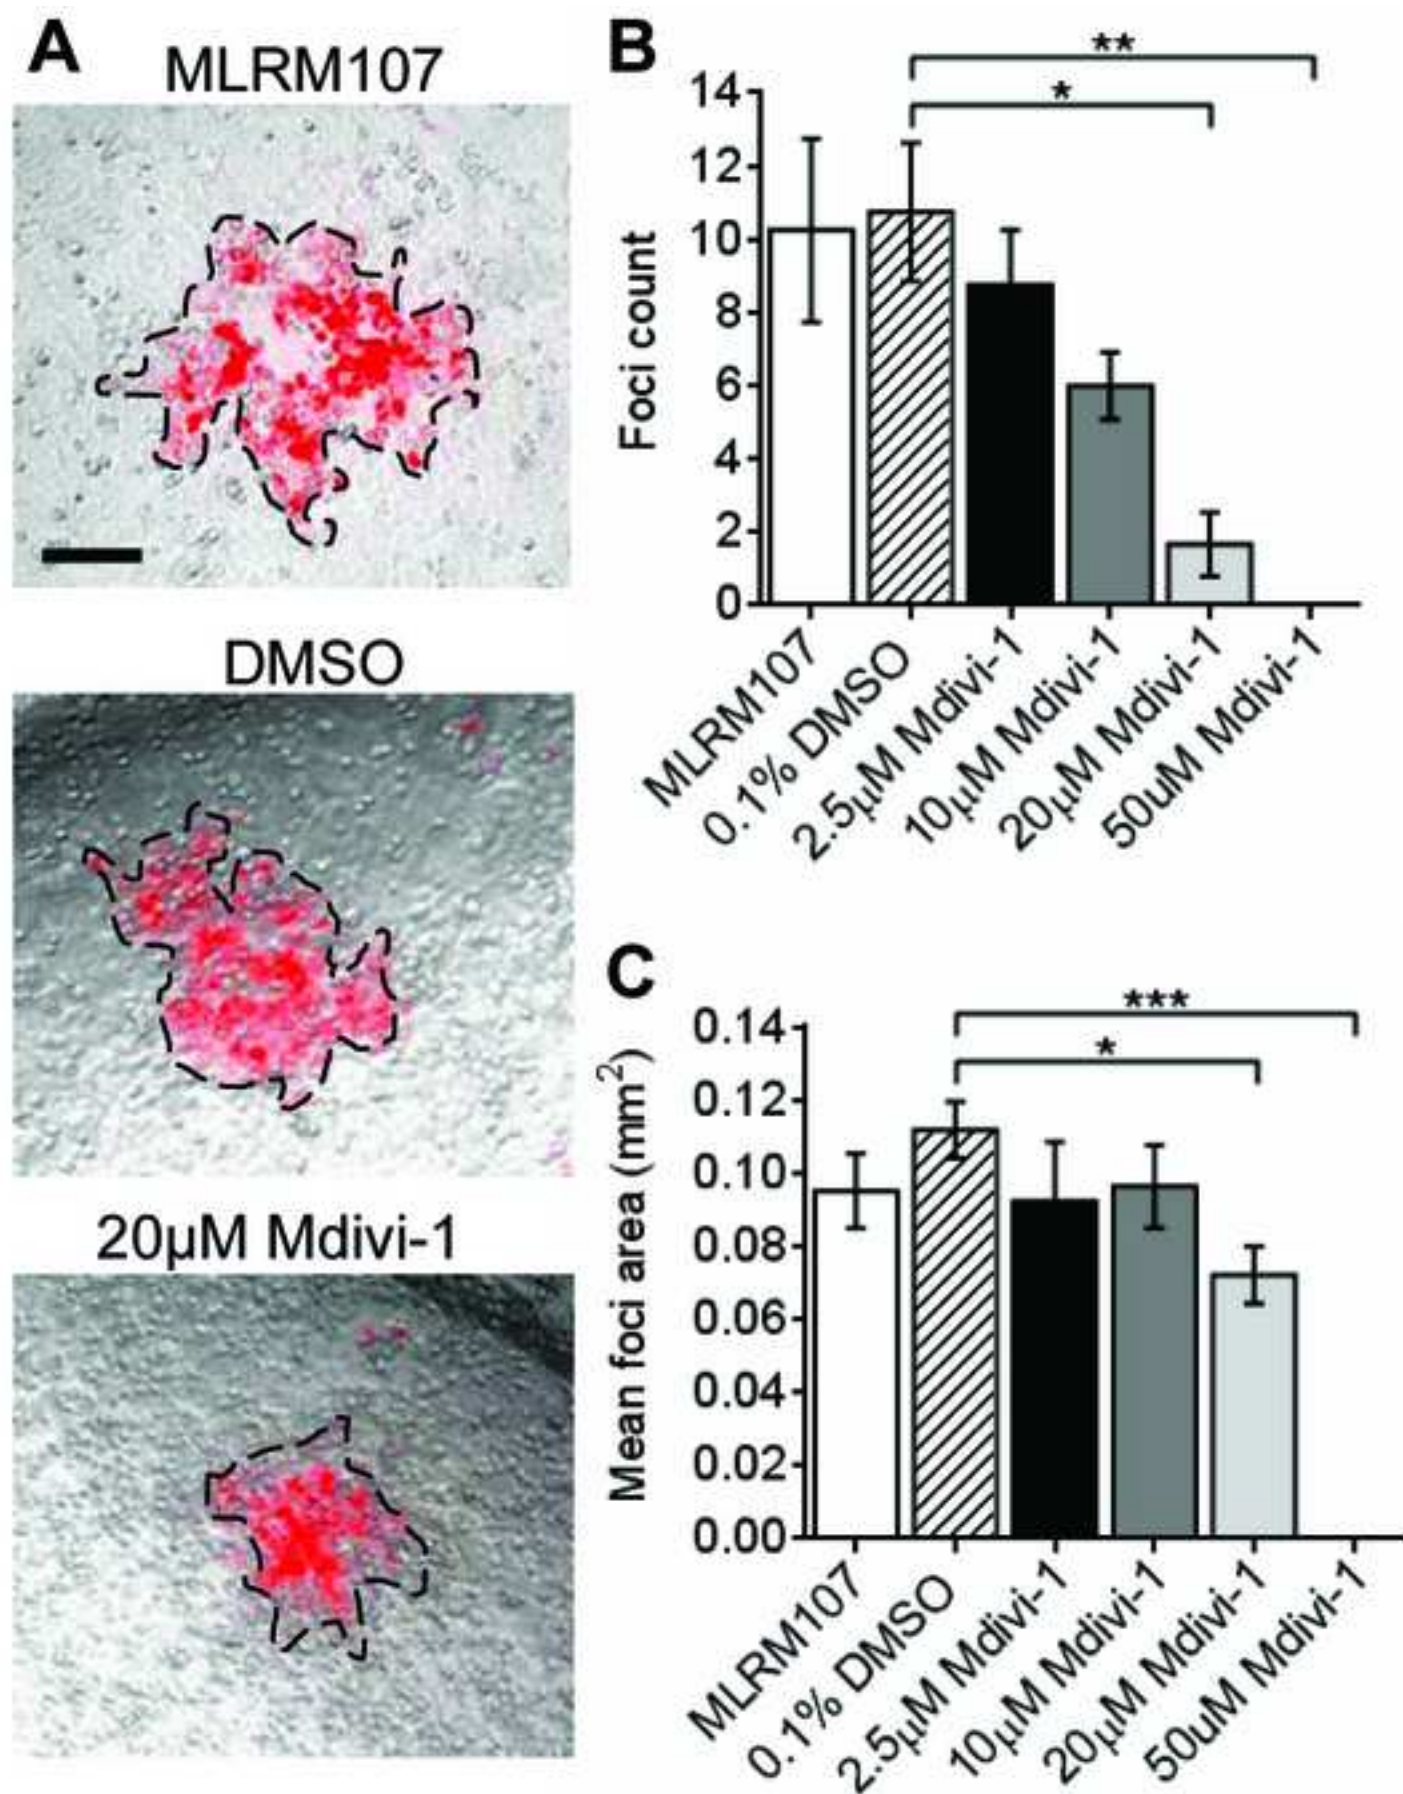 A
MLRM107
DMSO
20µM Mdivi-1
B
**
*
14
12
10
8
6
4
2
0
Foci count
MLRM107
0.1% DMSO
2.5µM Mdivi-1
10µM Mdivi-1
20µM Mdivi-1
50uM Mdivi-1
C
***
*
0.14
0.12
0.10
0.08
0.06
0.04
0.02
0.00
Mean foci area (mm²)
MLRM107
0.1% DMSO
2.5µM Mdivi-1
10µM Mdivi-1
20µM Mdivi-1
50uM Mdivi-1